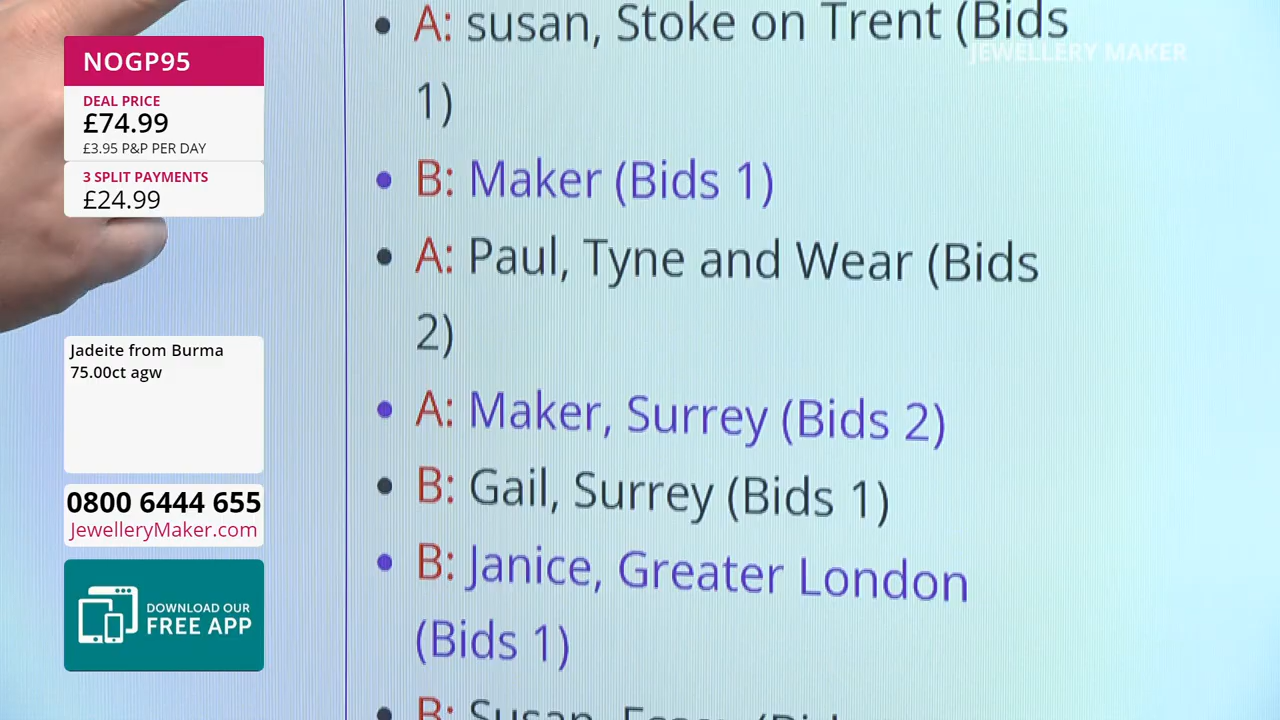 NOGP95
DEAL PRICE
£74.99
£3.95 P&P PER DAY
3 SPLIT PAYMENTS
£24.99
Jadeite from Burma
75.00ct agw
0800 6444 655
JewelleryMaker.com
DOWNLOAD OUR
FREE APP
JEWELLERY MAKER
A: susan, Stoke on Trent (Bids
1)
B: Maker (Bids 1)
A: Paul, Tyne and Wear (Bids
2)
A: Maker, Surrey (Bids 2)
B: Gail, Surrey (Bids 1)
B: Janice, Greater London
(Bids 1)
B: Susan, Essex (Bids